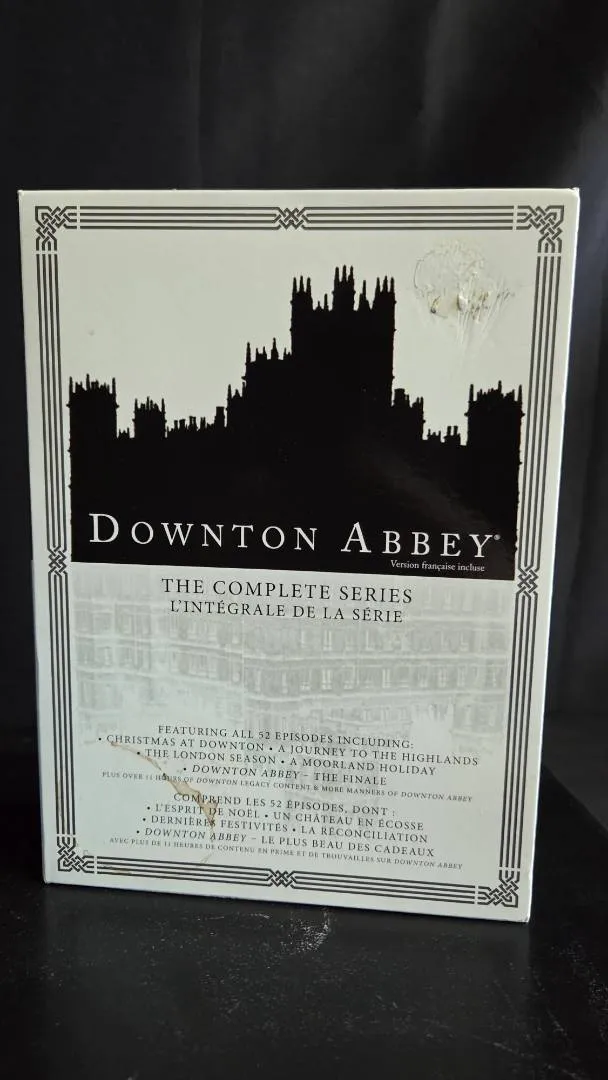 DOWNTON ABBEY®
Version française incluse
THE COMPLETE SERIES
L'INTÉGRALE DE LA SÉRIE
FEATURING ALL 52 EPISODES INCLUDING:
• CHRISTMAS AT DOWNTON • A JOURNEY TO THE HIGHLANDS
• THE LONDON SEASON • A MOORLAND HOLIDAY
• DOWNTON ABBEY – THE FINALE
PLUS OVER 11 HOURS OF DOWNTON LEGACY CONTENT & MORE MANNERS OF DOWNTON ABBEY
COMPREND LES 52 ÉPISODES, DONT :
• L'ESPRIT DE NOËL • UN CHÂTEAU EN ÉCOSSE
• DERNIÈRES FESTIVITÉS • LA RÉCONCILIATION
• DOWNTON ABBEY – LE PLUS BEAU DES CADEAUX
AVEC PLUS DE 11 HEURES DE CONTENU EN PRIME ET DE TROUVAILLES SUR DOWNTON ABBEY